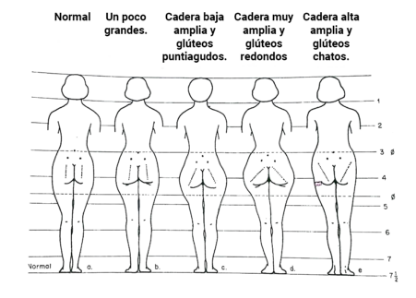 Normal
Un poco
grandes.
Cadera baja
amplia y
glúteos
puntiagudos.
Cadera muy
amplia y
glúteos
redondos
Cadera alta
amplia y
glúteos
chatos.
1
2
3 ø
4
ø
5
6
7
Normal a. b. c. d. e 7½